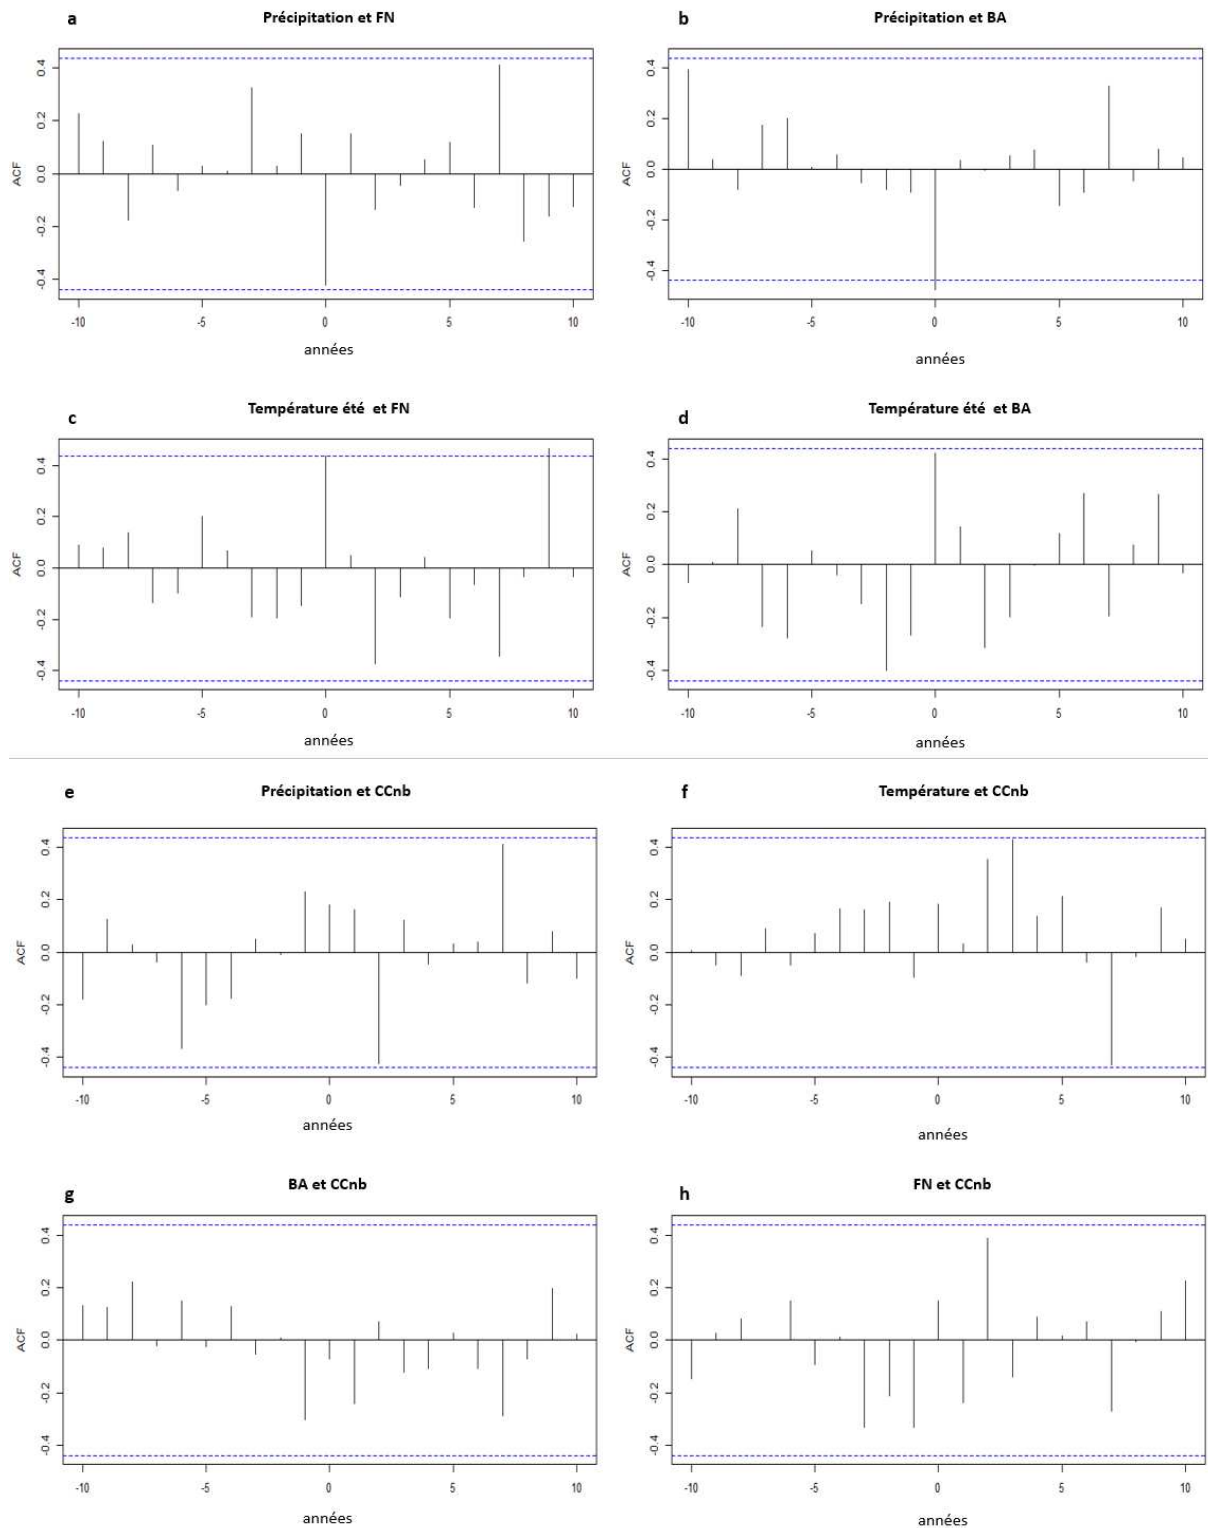 a
Précipitation et FN
b
Précipitation et BA
ACF
0.4
0.2
0.0
-0.2
-0.4
-10 -5 0 5 10
années
ACF
0.4
0.2
0.0
-0.2
-0.4
-10 -5 0 5 10
années
c
Température été et FN
d
Température été et BA
ACF
0.4
0.2
0.0
-0.2
-0.4
-10 -5 0 5 10
années
ACF
0.4
0.2
0.0
-0.2
-0.4
-10 -5 0 5 10
années
e
Précipitation et CCnb
f
Température et CCnb
ACF
0.4
0.2
0.0
-0.2
-0.4
-10 -5 0 5 10
années
ACF
0.4
0.2
0.0
-0.2
-0.4
-10 -5 0 5 10
années
g
BA et CCnb
h
FN et CCnb
ACF
0.4
0.2
0.0
-0.2
-0.4
-10 -5 0 5 10
années
ACF
0.4
0.2
0.0
-0.2
-0.4
-10 -5 0 5 10
années